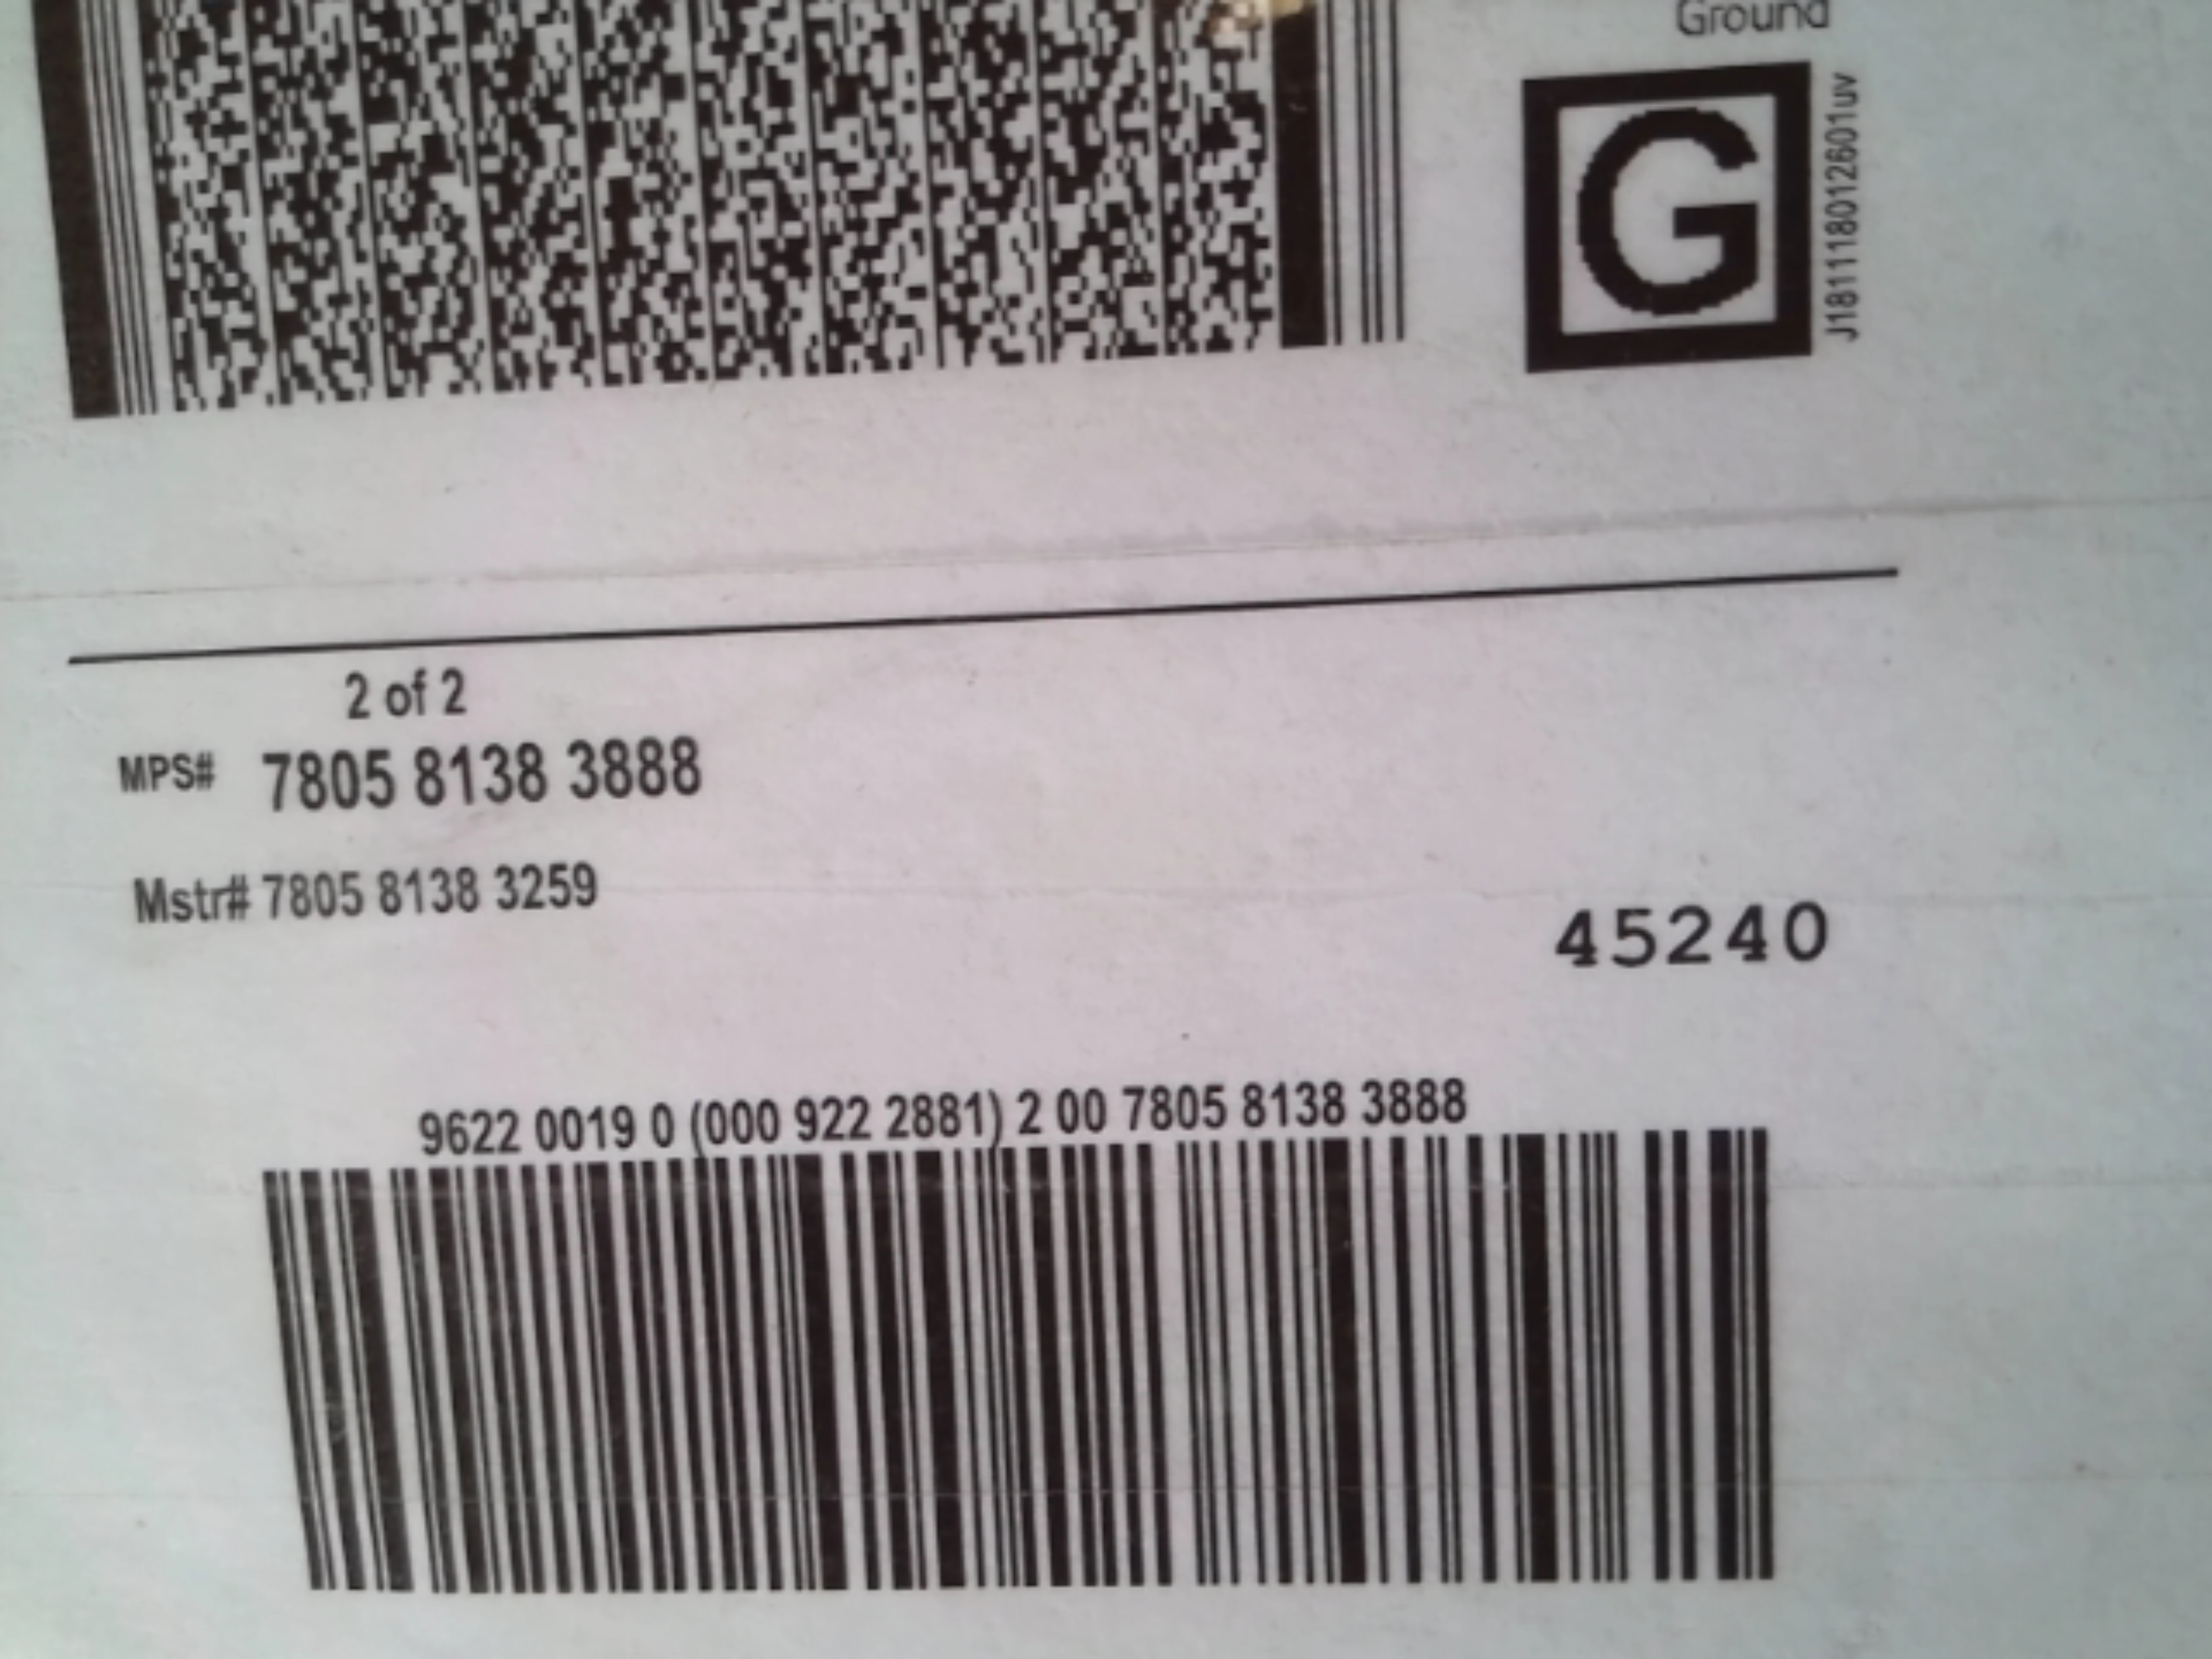 Ground
G
J181118012601uv
2 of 2
MPS# 7805 8138 3888
Mstr# 7805 8138 3259
45240
9622 0019 0 (000 922 2881) 2 00 7805 8138 3888